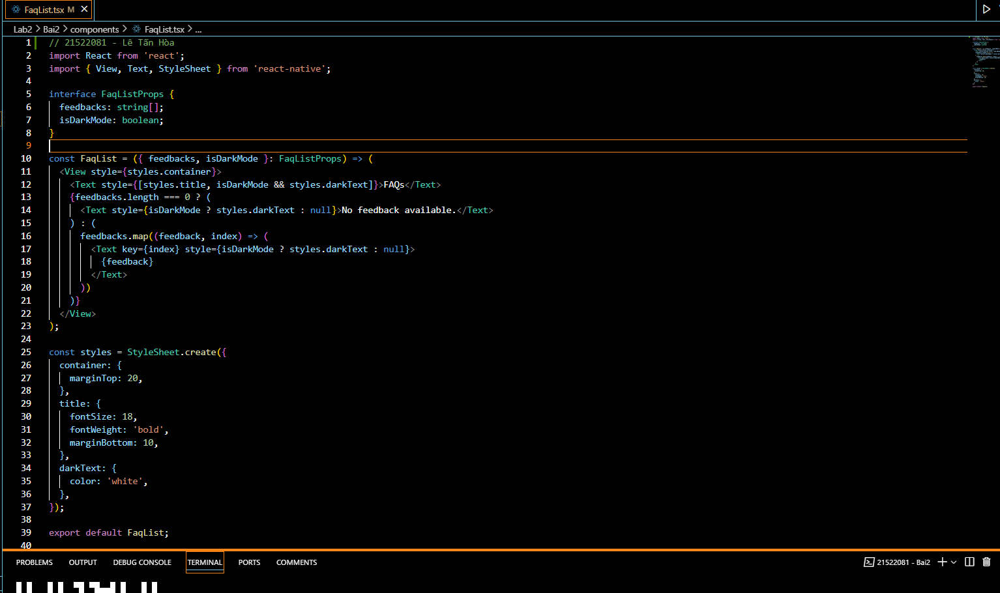 FaqList.tsx M
Lab2 > Bai2 > components > FaqList.tsx > ...
1 // 21522081 - Lê Tấn Hòa
2 import React from 'react';
3 import { View, Text, StyleSheet } from 'react-native';
4
5 interface FaqListProps {
6   feedbacks: string[];
7   isDarkMode: boolean;
8 }
9
10 const FaqList = ({ feedbacks, isDarkMode }: FaqListProps) => (
11   <View style={styles.container}>
12     <Text style={[styles.title, isDarkMode && styles.darkText]}>FAQs</Text>
13     {feedbacks.length === 0 ? (
14       <Text style={isDarkMode ? styles.darkText : null}>No feedback available.</Text>
15     ) : (
16       feedbacks.map((feedback, index) => (
17         <Text key={index} style={isDarkMode ? styles.darkText : null}>
18           {feedback}
19         </Text>
20       ))
21     )}
22   </View>
23 );
24
25 const styles = StyleSheet.create({
26   container: {
27     marginTop: 20,
28   },
29   title: {
30     fontSize: 18,
31     fontWeight: 'bold',
32     marginBottom: 10,
33   },
34   darkText: {
35     color: 'white',
36   },
37 });
38
39 export default FaqList;
40
PROBLEMS OUTPUT DEBUG CONSOLE TERMINAL PORTS COMMENTS 21522081 - Bai2